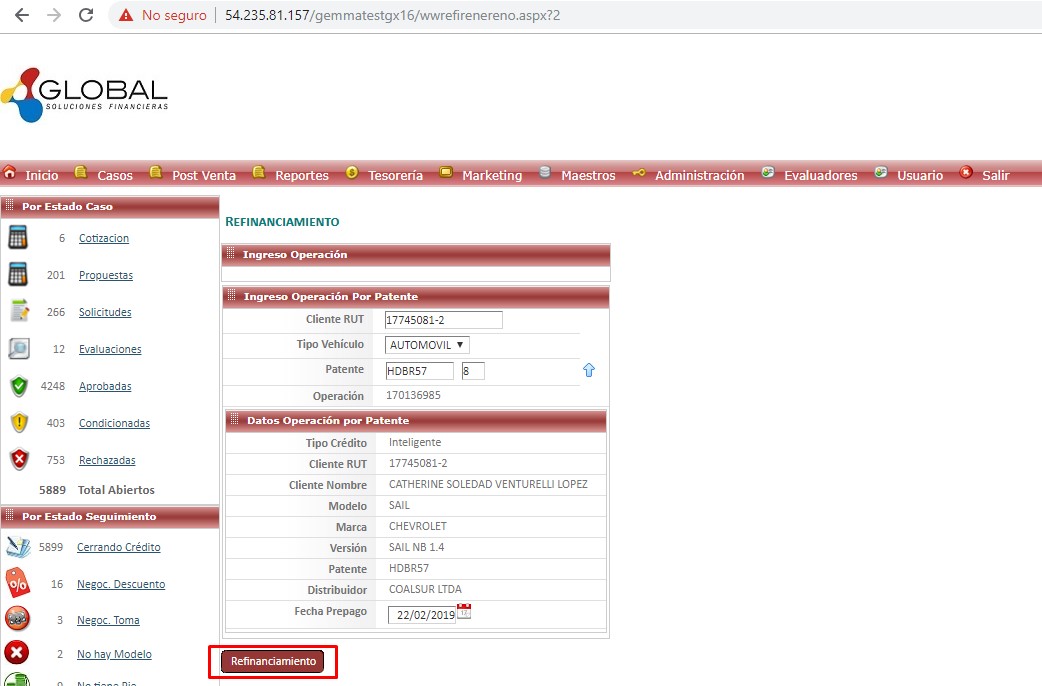 No seguro 54.235.81.157/gemmatestgx16/wwrefirenereno.aspx?2
GLOBAL
SOLUCIONES FINANCIERAS
Inicio Casos Post Venta Reportes Tesorería Marketing Maestros Administración Evaluadores Usuario Salir
Por Estado Caso
6 Cotizacion
201 Propuestas
266 Solicitudes
12 Evaluaciones
4248 Aprobadas
403 Condicionadas
753 Rechazadas
5889 Total Abiertos
Por Estado Seguimiento
5899 Cerrando Crédito
16 Negoc. Descuento
3 Negoc. Toma
2 No hay Modelo
REFINANCIAMIENTO
Ingreso Operación
Ingreso Operación Por Patente
Cliente RUT 17745081-2
Tipo Vehículo AUTOMOVIL
Patente HDBR57 8
Operación 170136985
Datos Operación por Patente
Tipo Crédito Inteligente
Cliente RUT 17745081-2
Cliente Nombre CATHERINE SOLEDAD VENTURELLI LOPEZ
Modelo SAIL
Marca CHEVROLET
Versión SAIL NB 1.4
Patente HDBR57
Distribuidor COALSUR LTDA
Fecha Prepago 22/02/2019
Refinanciamiento